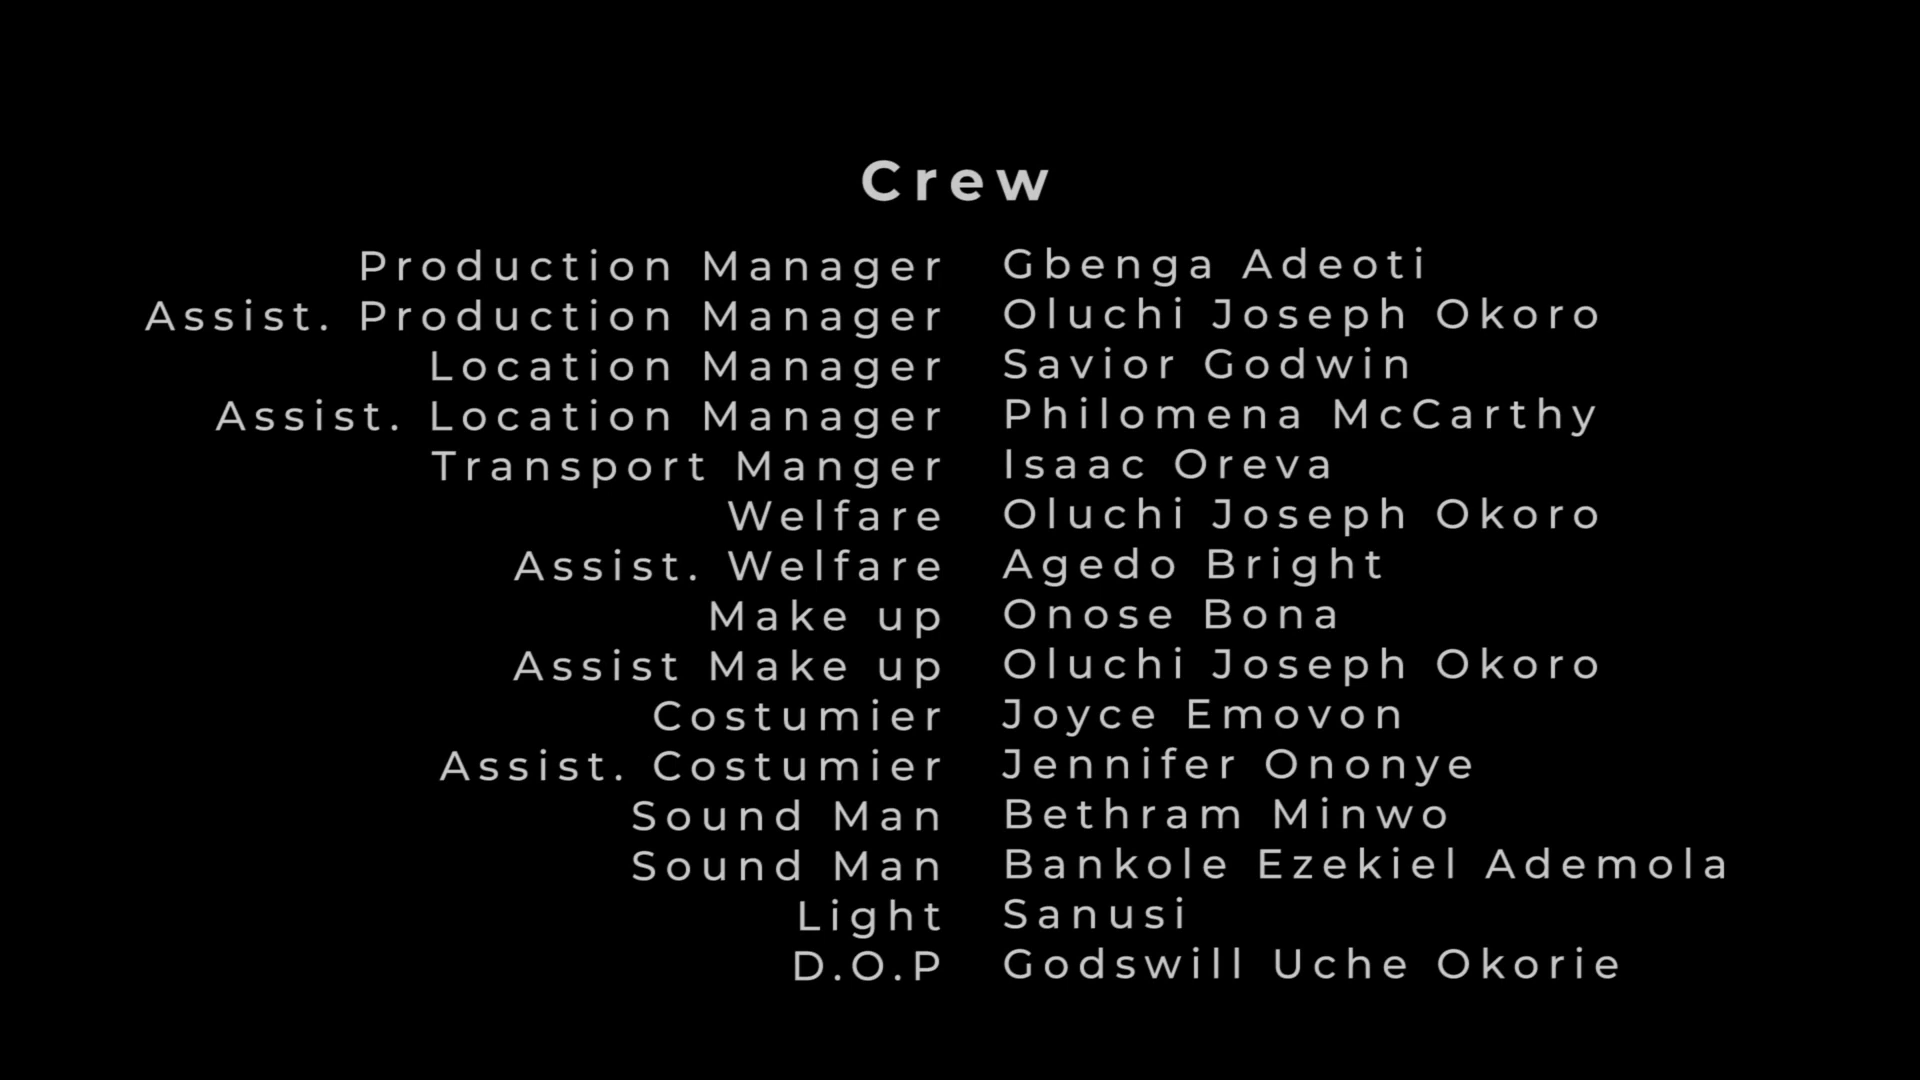 Crew
Production Manager Gbenga Adeoti
Assist. Production Manager Oluchi Joseph Okoro
Location Manager Savior Godwin
Assist. Location Manager Philomena McCarthy
Transport Manger Isaac Oreva
Welfare Oluchi Joseph Okoro
Assist. Welfare Agedo Bright
Make up Onose Bona
Assist Make up Oluchi Joseph Okoro
Costumier Joyce Emovon
Assist. Costumier Jennifer Ononye
Sound Man Bethram Minwo
Sound Man Bankole Ezekiel Ademola
Light Sanusi
D.O.P Godswill Uche Okorie